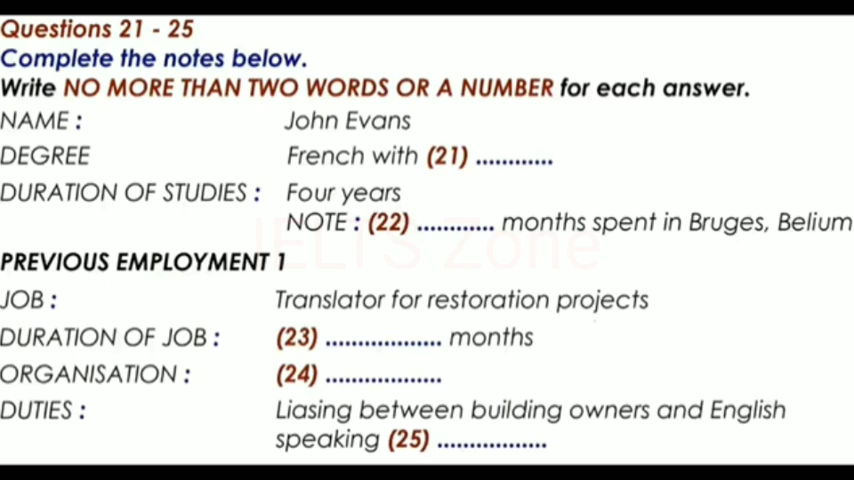 Questions 21 - 25
Complete the notes below.
Write NO MORE THAN TWO WORDS OR A NUMBER for each answer.
NAME : John Evans
DEGREE French with (21) ............
DURATION OF STUDIES : Four years
NOTE : (22) ............ months spent in Bruges, Belium
IELTS Zone
PREVIOUS EMPLOYMENT 1
JOB : Translator for restoration projects
DURATION OF JOB : (23) .................. months
ORGANISATION : (24) ..................
DUTIES : Liasing between building owners and English
speaking (25) .................